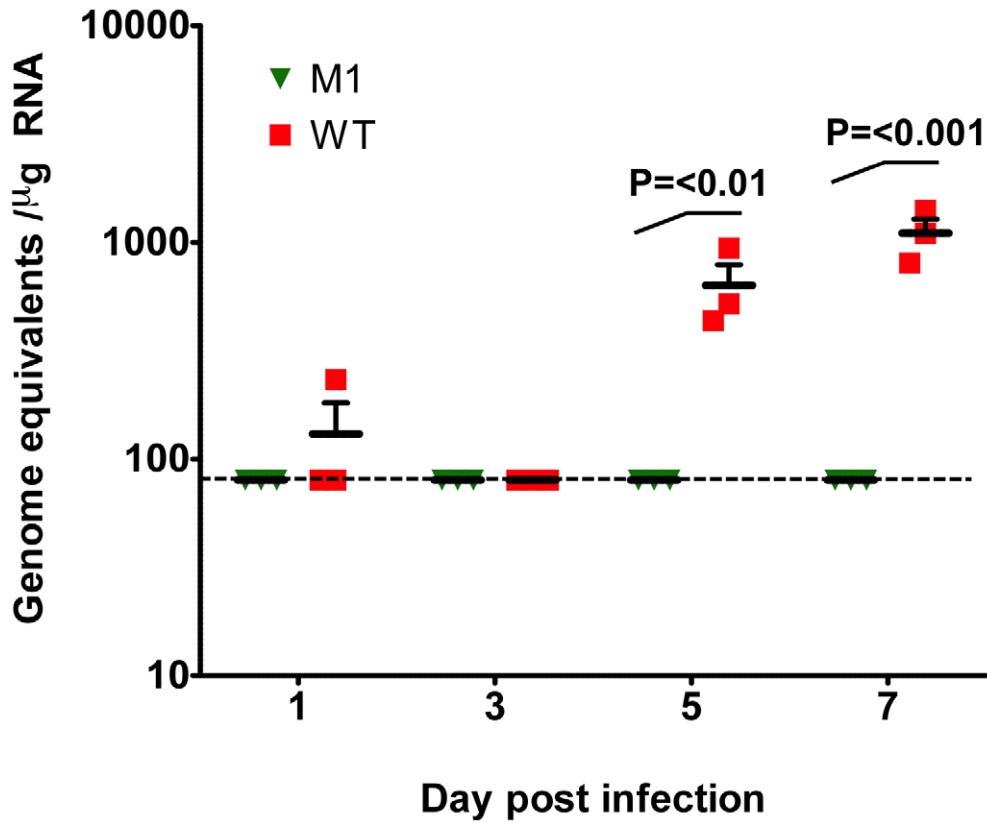 10000
M1
WT
P=<0.01
P=<0.001
1000
100
10
1 3 5 7
Genome equivalents /µg RNA
Day post infection